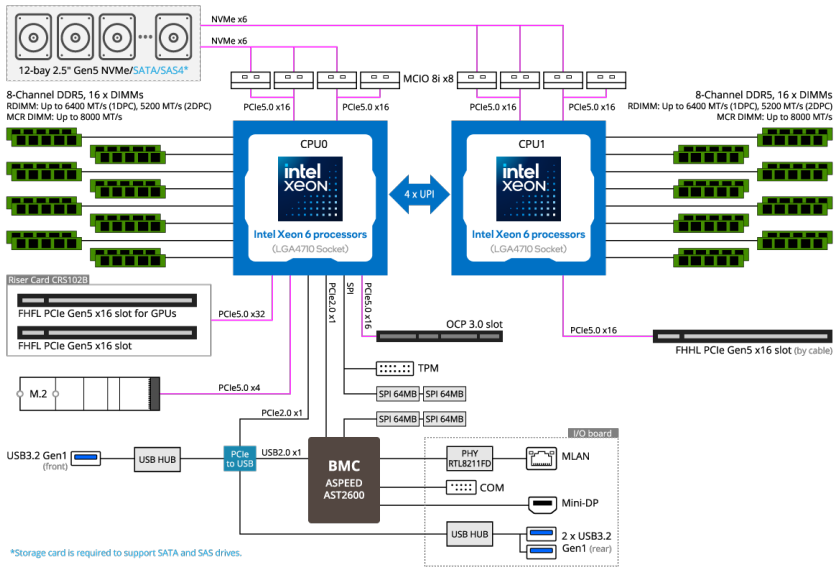 NVMe x6
NVMe x6
12-bay 2.5" Gen5 NVMe/SATA/SAS4*
MCIO 8i x8
8-Channel DDR5, 16 x DIMMs
RDIMM: Up to 6400 MT/s (1DPC), 5200 MT/s (2DPC)
MCR DIMM: Up to 8000 MT/s
PCIe5.0 x16
PCIe5.0 x16
PCIe5.0 x16
PCIe5.0 x16
8-Channel DDR5, 16 x DIMMs
RDIMM: Up to 6400 MT/s (1DPC), 5200 MT/s (2DPC)
MCR DIMM: Up to 8000 MT/s
CPU0
intel
XEON
Intel Xeon 6 processors
(LGA4710 Socket)
4 x UPI
CPU1
intel
XEON
Intel Xeon 6 processors
(LGA4710 Socket)
Riser Card CRS102B
FHFL PCIe Gen5 x16 slot for GPUs
FHFL PCIe Gen5 x16 slot
PCIe5.0 x32
PCIe2.0 x1
SPI
PCIe5.0 x16
OCP 3.0 slot
PCIe5.0 x16
FHHL PCIe Gen5 x16 slot (by cable)
M.2
PCIe5.0 x4
TPM
SPI 64MB
SPI 64MB
PCIe2.0 x1
SPI 64MB
SPI 64MB
USB3.2 Gen1
(front)
USB HUB
PCIe
to USB
USB2.0 x1
BMC
ASPEED
AST2600
I/O board
PHY
RTL8211FD
MLAN
COM
Mini-DP
USB HUB
2 x USB3.2
Gen1 (rear)
*Storage card is required to support SATA and SAS drives.